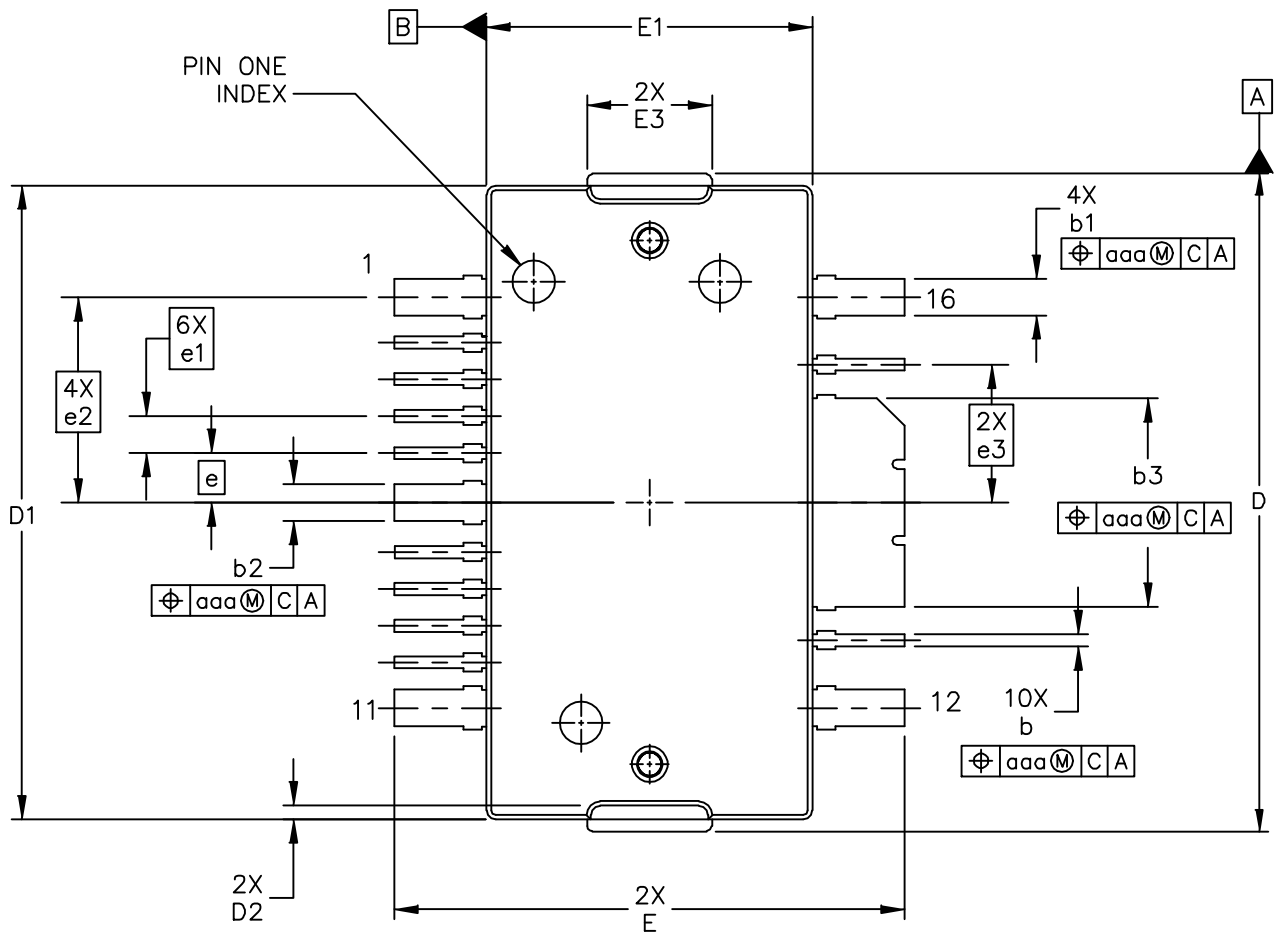 B
E1
PIN ONE
INDEX
2X
E3
A
4X
b1
⌖ aaa Ⓜ C A
1
16
6X
e1
4X
e2
2X
e3
e
b3
⌖ aaa Ⓜ C A
D1
D
b2
⌖ aaa Ⓜ C A
11
12
10X
b
⌖ aaa Ⓜ C A
2X
D2
2X
E